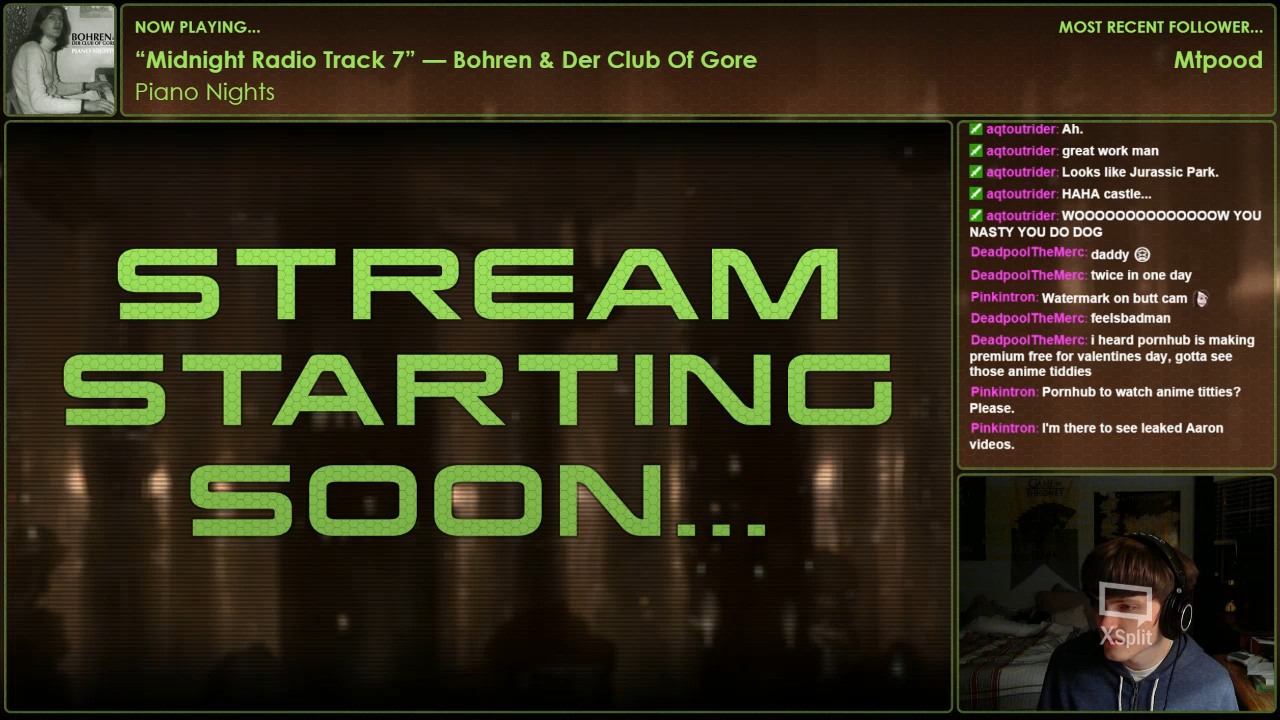 BOHREN
DER CLUB OF GORE
PIANO NIGHTS
NOW PLAYING...
“Midnight Radio Track 7” — Bohren & Der Club Of Gore
Piano Nights
MOST RECENT FOLLOWER...
Mtpood
STREAM
STARTING
SOON...
aqtoutrider: Ah.
aqtoutrider: great work man
aqtoutrider: Looks like Jurassic Park.
aqtoutrider: HAHA castle...
aqtoutrider: WOOOOOOOOOOOOOOW YOU
NASTY YOU DO DOG
DeadpoolTheMerc: daddy
DeadpoolTheMerc: twice in one day
Pinkintron: Watermark on butt cam
DeadpoolTheMerc: feelsbadman
DeadpoolTheMerc: i heard pornhub is making
premium free for valentines day, gotta see
those anime tiddies
Pinkintron: Pornhub to watch anime titties?
Please.
Pinkintron: I'm there to see leaked Aaron
videos.
XSplit